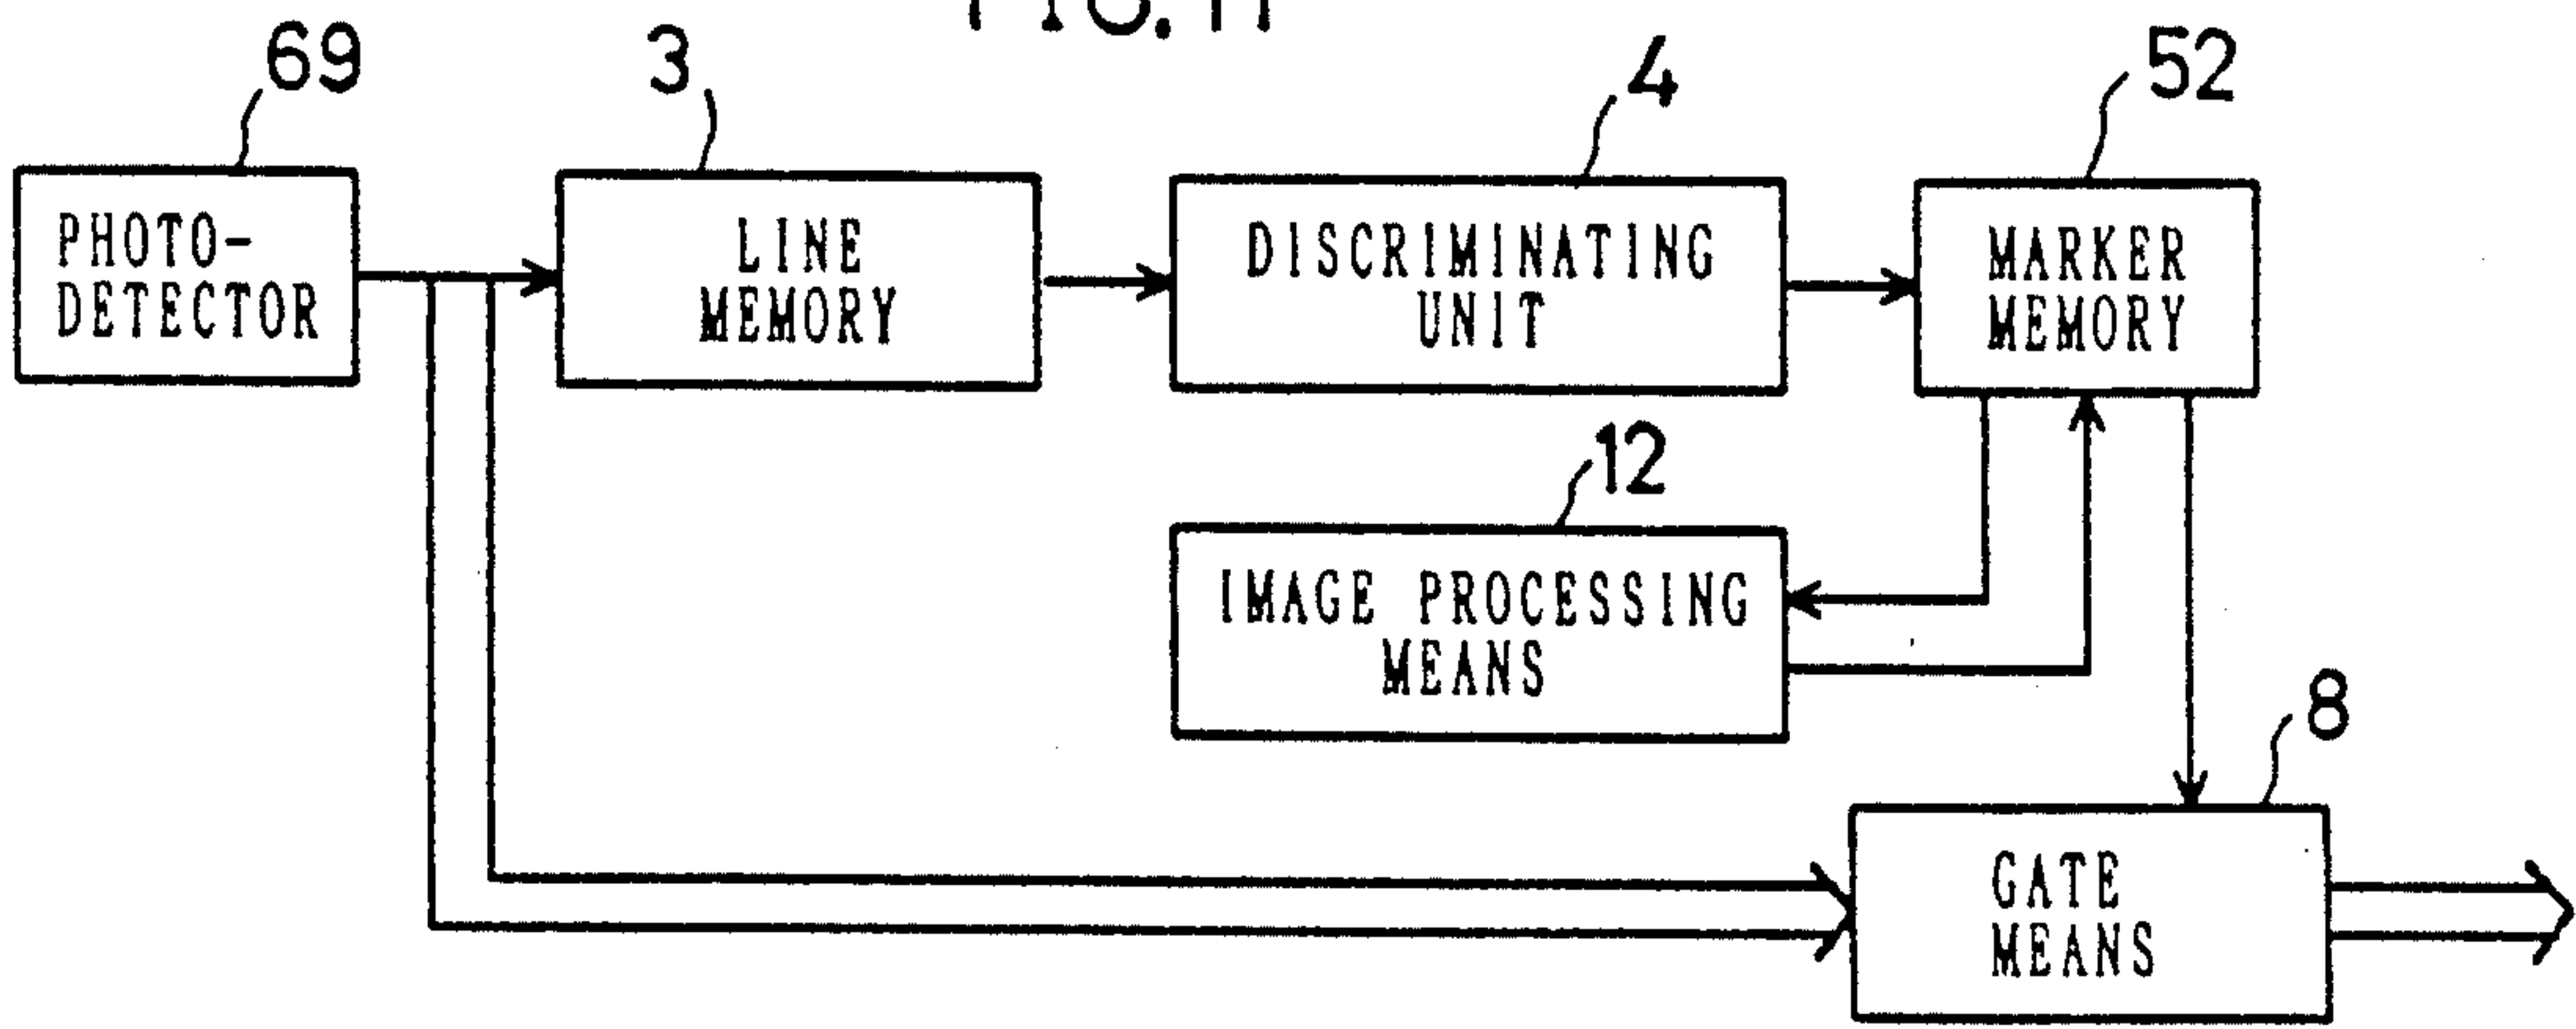 69
3
4
52
PHOTO-
DETECTOR
LINE
MEMORY
DISCRIMINATING
UNIT
MARKER
MEMORY
12
IMAGE PROCESSING
MEANS
8
GATE
MEANS